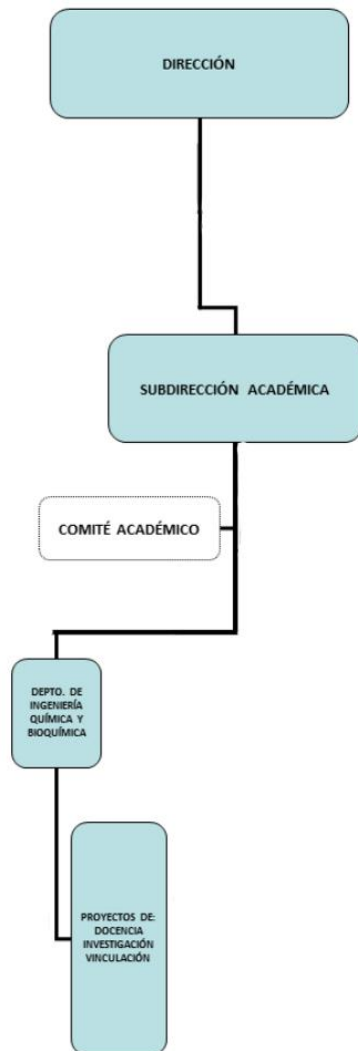 DIRECCIÓN
SUBDIRECCIÓN ACADÉMICA
COMITÉ ACADÉMICO
DEPTO. DE
INGENIERÍA
QUÍMICA Y
BIOQUÍMICA
PROYECTOS DE:
DOCENCIA
INVESTIGACIÓN
VINCULACIÓN